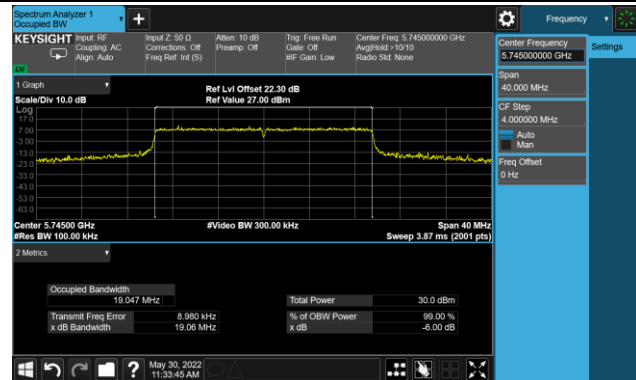 Spectrum Analyzer 1
Occupied BW
Frequency
KEYSIGHT
Input: RF
Coupling: AC
Align: Auto
Input Z: 50 Ω
Corrections: Off
Freq Ref: Int (S)
Atten: 10 dB
Preamp: Off
Trig: Free Run
Gate: Off
#IF Gain: Low
Center Freq: 5.745000000 GHz
Avg|Hold:>10/10
Radio Std: None
Center Frequency
5.745000000 GHz
Settings
Span
40.000 MHz
CF Step
4.000000 MHz
Auto
Man
Freq Offset
0 Hz
1 Graph
Scale/Div 10.0 dB
Ref Lvl Offset 22.30 dB
Ref Value 27.00 dBm
Log
17.0
7.00
-3.00
-13.0
-23.0
-33.0
-43.0
-53.0
-63.0
Center 5.74500 GHz
#Video BW 300.00 kHz
Span 40 MHz
#Res BW 100.00 kHz
Sweep 3.87 ms (2001 pts)
2 Metrics
Occupied Bandwidth
19.047 MHz
Total Power
30.0 dBm
Transmit Freq Error
8.980 kHz
% of OBW Power
99.00 %
x dB Bandwidth
19.06 MHz
x dB
-6.00 dB
?
May 30, 2022
11:33:45 AM